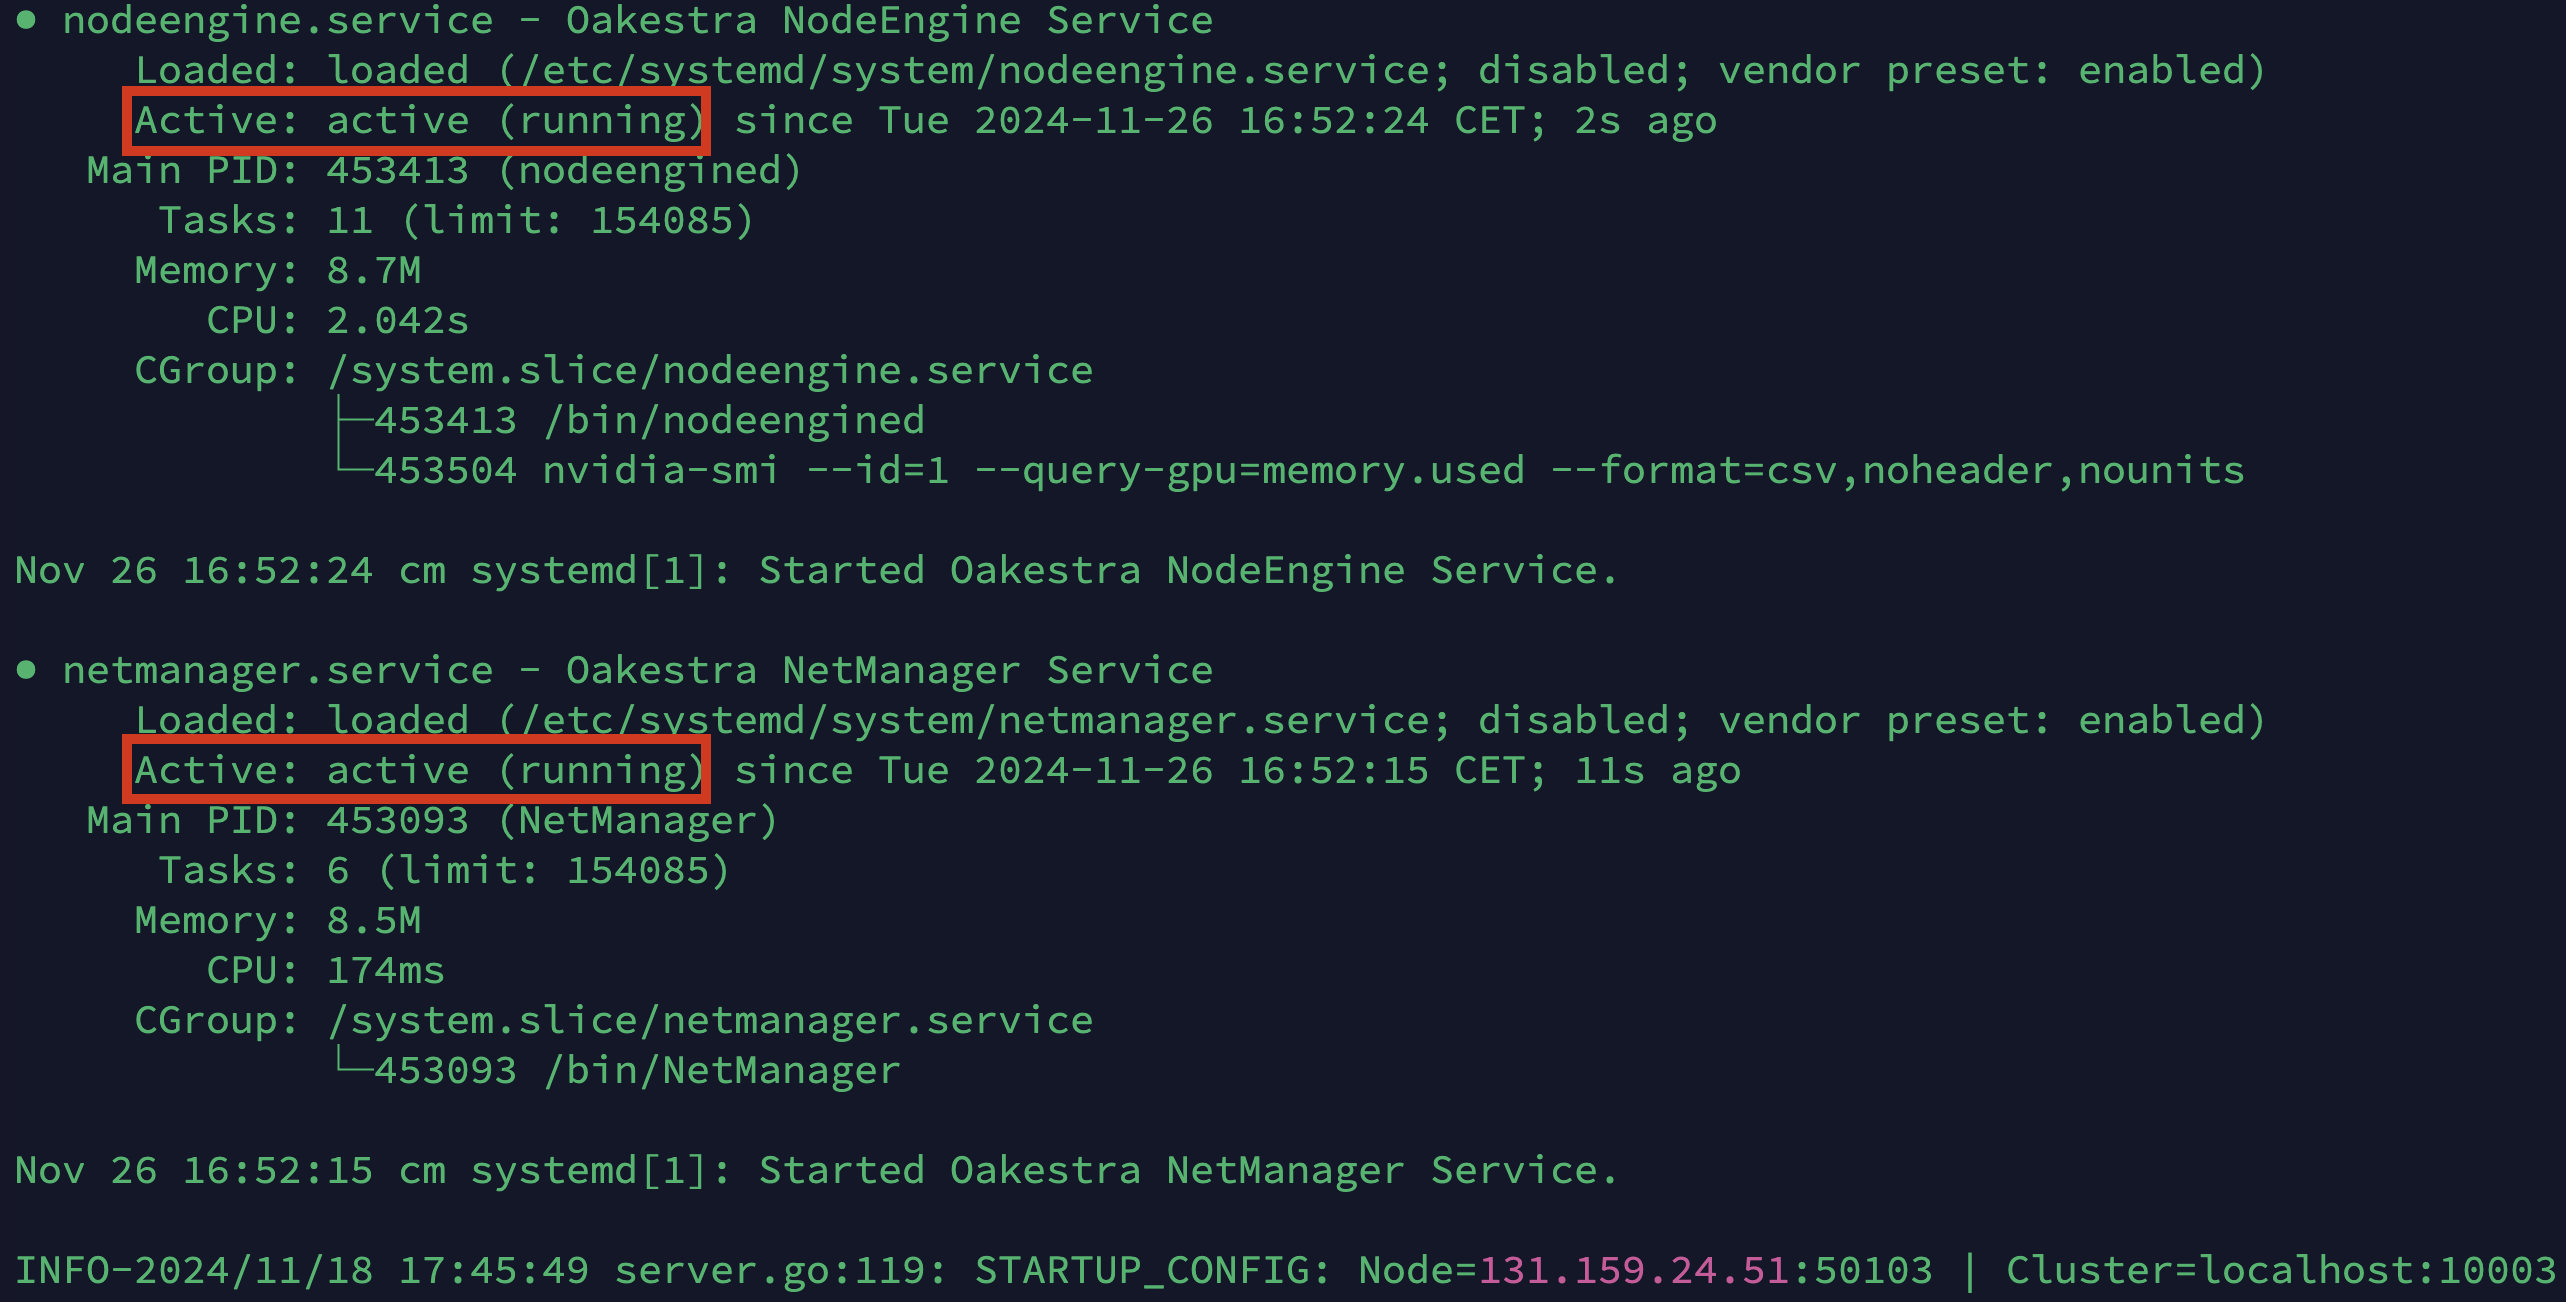 ● nodeengine.service - Oakestra NodeEngine Service
Loaded: loaded (/etc/systemd/system/nodeengine.service; disabled; vendor preset: enabled)
Active: active (running) since Tue 2024-11-26 16:52:24 CET; 2s ago
Main PID: 453413 (nodeengined)
Tasks: 11 (limit: 154085)
Memory: 8.7M
CPU: 2.042s
CGroup: /system.slice/nodeengine.service
├─453413 /bin/nodeengined
└─453504 nvidia-smi --id=1 --query-gpu=memory.used --format=csv,noheader,nounits
Nov 26 16:52:24 cm systemd[1]: Started Oakestra NodeEngine Service.
● netmanager.service - Oakestra NetManager Service
Loaded: loaded (/etc/systemd/system/netmanager.service; disabled; vendor preset: enabled)
Active: active (running) since Tue 2024-11-26 16:52:15 CET; 11s ago
Main PID: 453093 (NetManager)
Tasks: 6 (limit: 154085)
Memory: 8.5M
CPU: 174ms
CGroup: /system.slice/netmanager.service
└─453093 /bin/NetManager
Nov 26 16:52:15 cm systemd[1]: Started Oakestra NetManager Service.
INFO-2024/11/18 17:45:49 server.go:119: STARTUP_CONFIG: Node=131.159.24.51:50103 | Cluster=localhost:10003